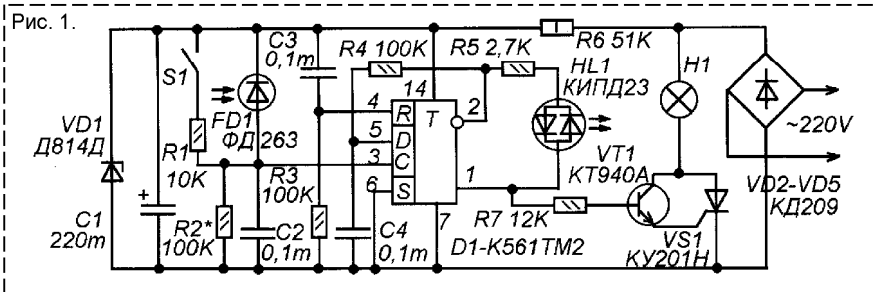 Рис. 1.
C3
0,1m
R4 100K
R5 2,7K
R6 51K
HL1
КИПД23
H1
S1
FD1
ФД 263
14
4
R
T
2
5
D
3
C
6
S
1
7
VD1
Д814Д
R1
10K
R3
100K
VT1
КТ940А
~220V
VD2-VD5
КД209
C1
220m
R2*
100K
C2
0,1m
C4
0,1m
R7 12K
D1-К561ТМ2
VS1
КУ201Н
+